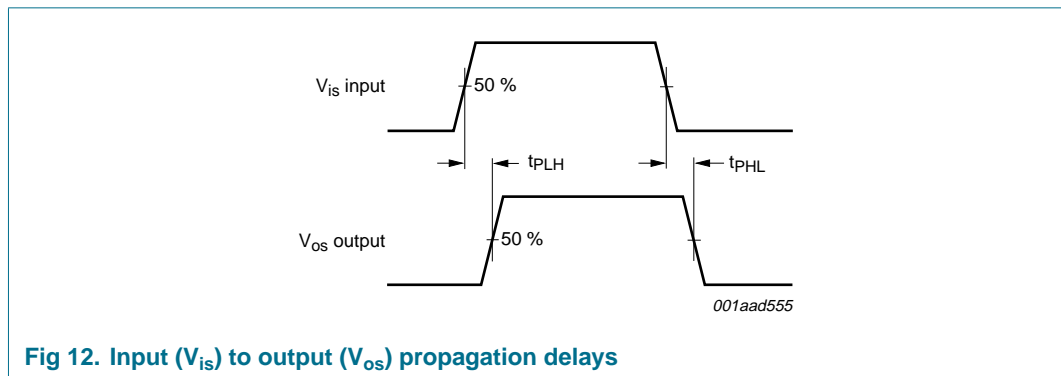 V_is input
50 %
t_PLH
t_PHL
V_os output
50 %
001aad555
Fig 12. Input (V_is) to output (V_os) propagation delays